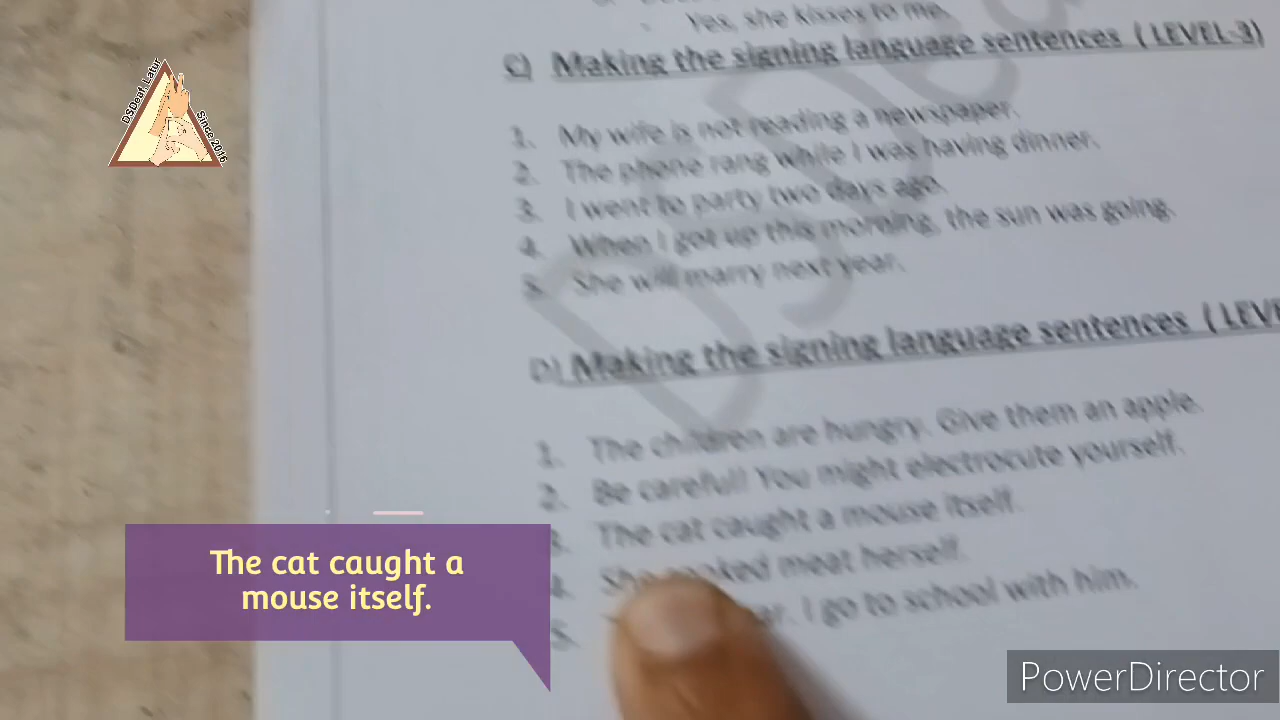 Yes, she kisses to me.
C) Making the signing language sentences ( LEVEL-3)
1. My wife is not reading a newspaper.
2. The phone rang while I was having dinner.
3. I went to party two days ago.
4. When I got up this morning, the sun was going.
5. She will marry next year.
D) Making the signing language sentences ( LEV
1. The children are hungry. Give them an apple.
2. Be careful! You might electrocute yourself.
3. The cat caught a mouse itself.
4. She cooked meat herself.
5. I go to school with him.
DSDeaf Latur
Since 2016
The cat caught a
mouse itself.
PowerDirector